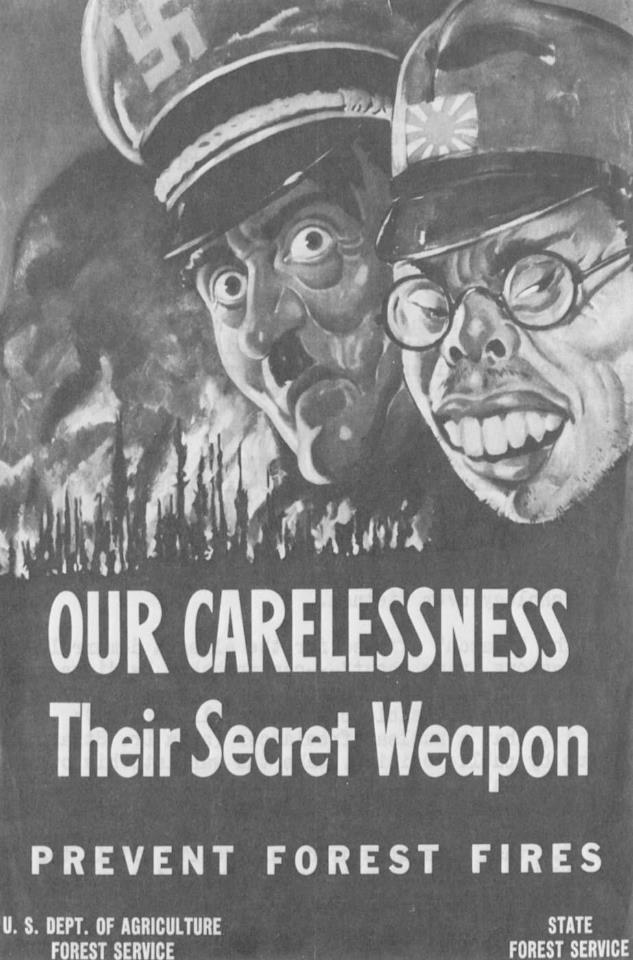 OUR CARELESSNESS
Their Secret Weapon
PREVENT FOREST FIRES
U. S. DEPT. OF AGRICULTURE
FOREST SERVICE
STATE
FOREST SERVICE